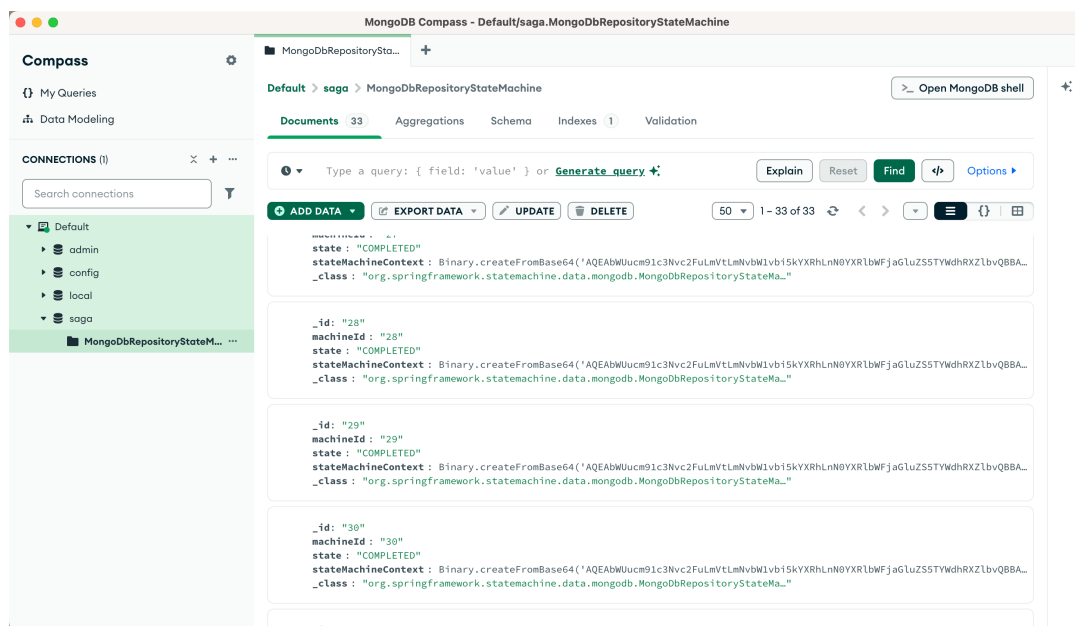 MongoDB Compass - Default/saga.MongoDbRepositoryStateMachine
Compass
My Queries
Data Modeling
CONNECTIONS (1)
Search connections
Default
admin
config
local
saga
MongoDbRepositoryStateM...
MongoDbRepositorySta...
Default > saga > MongoDbRepositoryStateMachine
>_ Open MongoDB shell
Documents 33 Aggregations Schema Indexes 1 Validation
Type a query: { field: 'value' } or Generate query
Explain Reset Find </> Options
ADD DATA EXPORT DATA UPDATE DELETE
50 1 – 33 of 33
state : "COMPLETED"
stateMachineContext : Binary.createFromBase64('AQEAbWUucm91c3Nvc2FuLmVtLmNvbW1vbi5kYXRhLnN0YXRlbWFjaGluZS5TYWdhRXZlbvQBBA…
_class : "org.springframework.statemachine.data.mongodb.MongoDbRepositoryStateMa…"
_id: "28"
machineId : "28"
state : "COMPLETED"
stateMachineContext : Binary.createFromBase64('AQEAbWUucm91c3Nvc2FuLmVtLmNvbW1vbi5kYXRhLnN0YXRlbWFjaGluZS5TYWdhRXZlbvQBBA…
_class : "org.springframework.statemachine.data.mongodb.MongoDbRepositoryStateMa…"
_id: "29"
machineId : "29"
state : "COMPLETED"
stateMachineContext : Binary.createFromBase64('AQEAbWUucm91c3Nvc2FuLmVtLmNvbW1vbi5kYXRhLnN0YXRlbWFjaGluZS5TYWdhRXZlbvQBBA…
_class : "org.springframework.statemachine.data.mongodb.MongoDbRepositoryStateMa…"
_id: "30"
machineId : "30"
state : "COMPLETED"
stateMachineContext : Binary.createFromBase64('AQEAbWUucm91c3Nvc2FuLmVtLmNvbW1vbi5kYXRhLnN0YXRlbWFjaGluZS5TYWdhRXZlbvQBBA…
_class : "org.springframework.statemachine.data.mongodb.MongoDbRepositoryStateMa…"